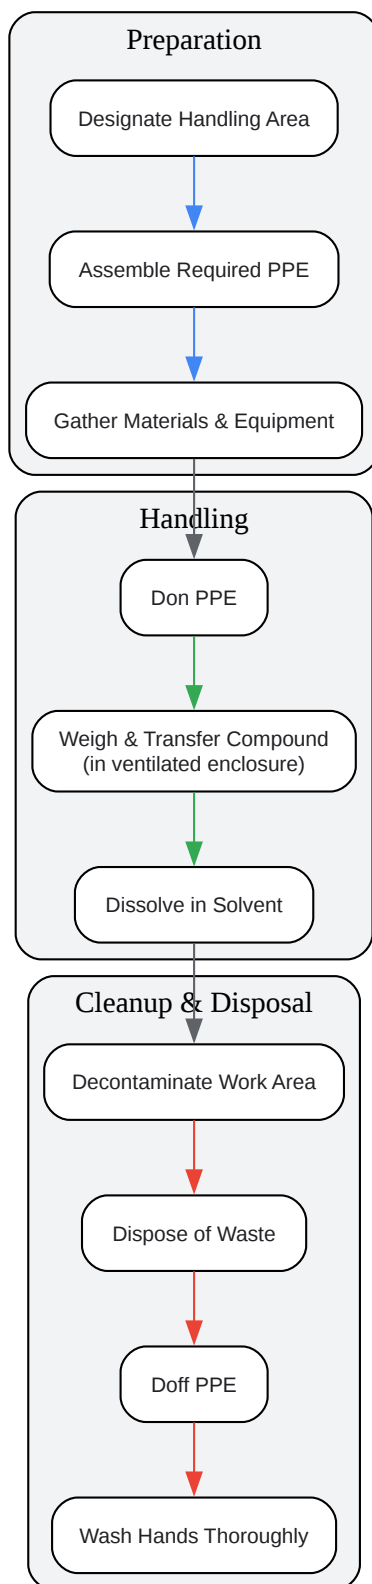 Preparation
Designate Handling Area
Assemble Required PPE
Gather Materials & Equipment
Handling
Don PPE
Weigh & Transfer Compound
(in ventilated enclosure)
Dissolve in Solvent
Cleanup & Disposal
Decontaminate Work Area
Dispose of Waste
Doff PPE
Wash Hands Thoroughly